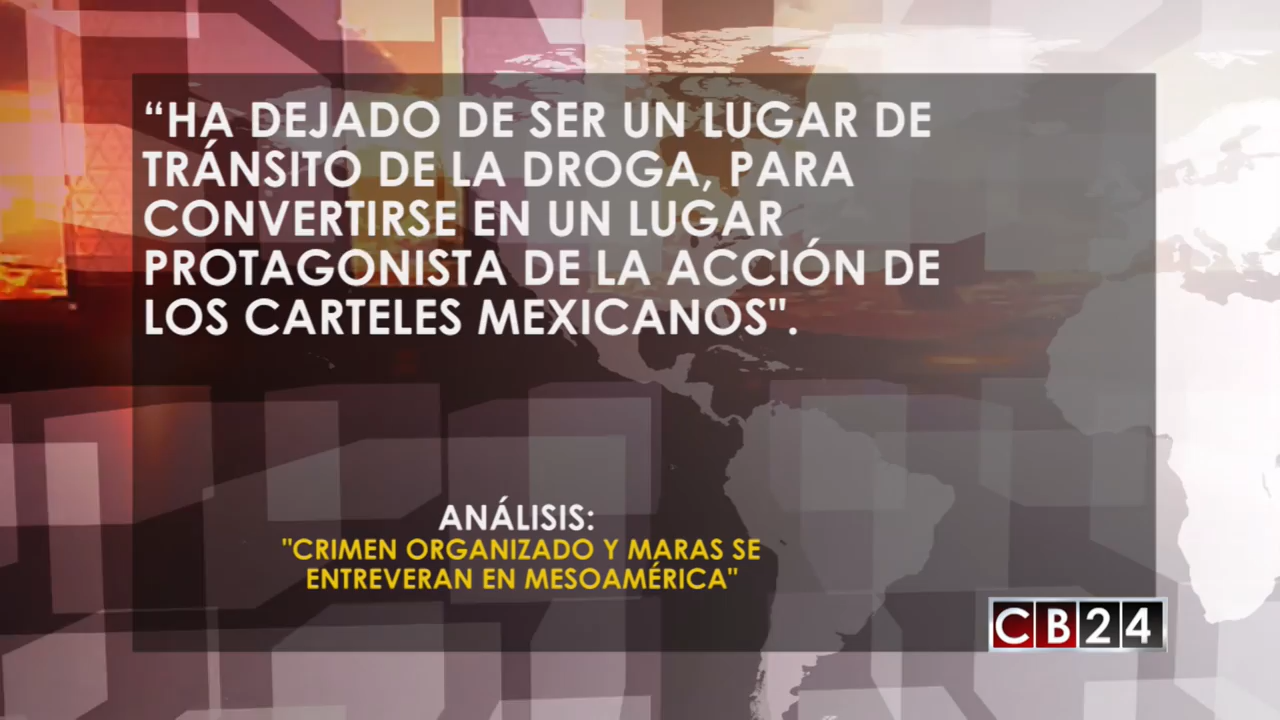 “HA DEJADO DE SER UN LUGAR DE
TRÁNSITO DE LA DROGA, PARA
CONVERTIRSE EN UN LUGAR
PROTAGONISTA DE LA ACCIÓN DE
LOS CARTELES MEXICANOS".
ANÁLISIS:
"CRIMEN ORGANIZADO Y MARAS SE
ENTREVERAN EN MESOAMÉRICA"
CB24